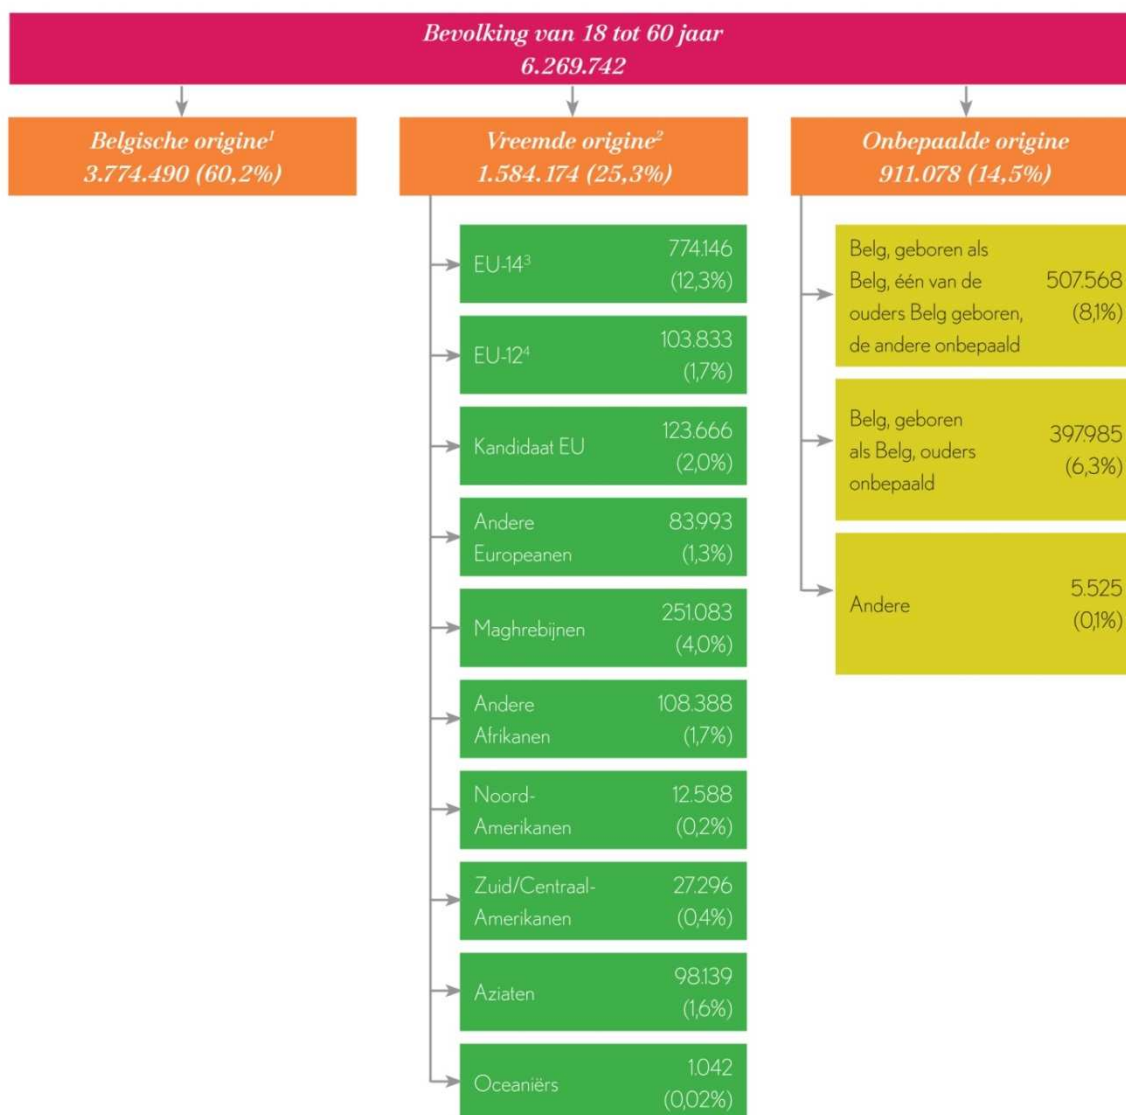 Bevolking van 18 tot 60 jaar
6.269.742
Belgische origine¹
3.774.490 (60,2%)
Vreemde origine²
1.584.174 (25,3%)
EU-14³
774.146
(12,3%)
EU-12⁴
103.833
(1,7%)
Kandidaat EU
123.666
(2,0%)
Andere
Europeanen
83.993
(1,3%)
Maghrebijnen
251.083
(4,0%)
Andere
Afrikanen
108.388
(1,7%)
Noord-
Amerikanen
12.588
(0,2%)
Zuid/Centraal-
Amerikanen
27.296
(0,4%)
Aziaten
98.139
(1,6%)
Oceaniërs
1.042
(0,02%)
Onbepaalde origine
911.078 (14,5%)
Belg, geboren als
Belg, één van de
ouders Belg geboren,
de andere onbepaald
507.568
(8,1%)
Belg, geboren
als Belg, ouders
onbepaald
397.985
(6,3%)
Andere
5.525
(0,1%)